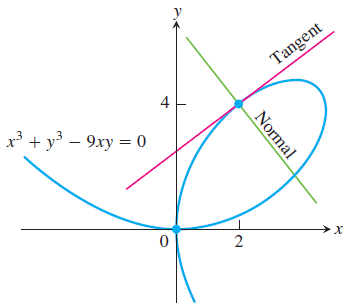 y
Tangent
4
x³ + y³ – 9xy = 0
Normal
x
0
2